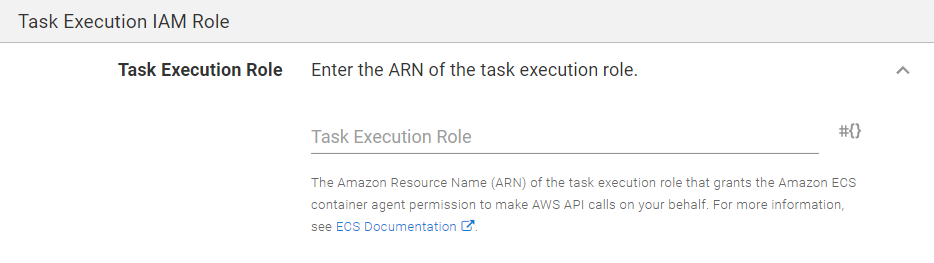 Task Execution IAM Role
Task Execution Role Enter the ARN of the task execution role.
Task Execution Role #{}
The Amazon Resource Name (ARN) of the task execution role that grants the Amazon ECS
container agent permission to make AWS API calls on your behalf. For more information,
see ECS Documentation.